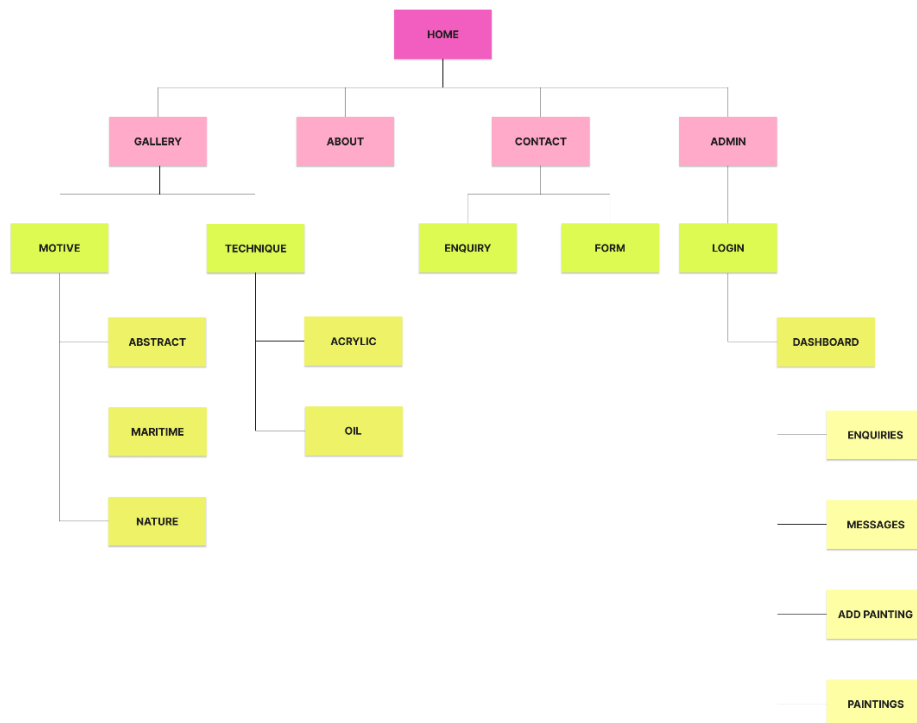 HOME
GALLERY
ABOUT
CONTACT
ADMIN
MOTIVE
TECHNIQUE
ENQUIRY
FORM
LOGIN
ABSTRACT
ACRYLIC
DASHBOARD
MARITIME
OIL
ENQUIRIES
NATURE
MESSAGES
ADD PAINTING
PAINTINGS